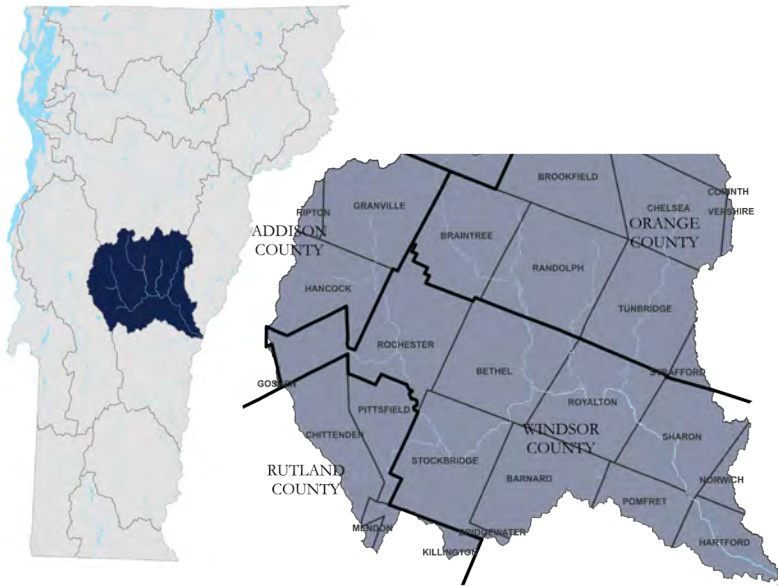 BROOKFIELD
CORINTH
GRANVILLE
CHELSEA
RIPTON
VERSHIRE
ADDISON
COUNTY
ORANGE
COUNTY
BRAINTREE
RANDOLPH
HANCOCK
TUNBRIDGE
ROCHESTER
BETHEL
STRAFFORD
GOSHEN
ROYALTON
PITTSFIELD
WINDSOR
COUNTY
CHITTENDEN
SHARON
STOCKBRIDGE
RUTLAND
COUNTY
BARNARD
NORWICH
POMFRET
MENDON
BRIDGEWATER
HARTFORD
KILLINGTON